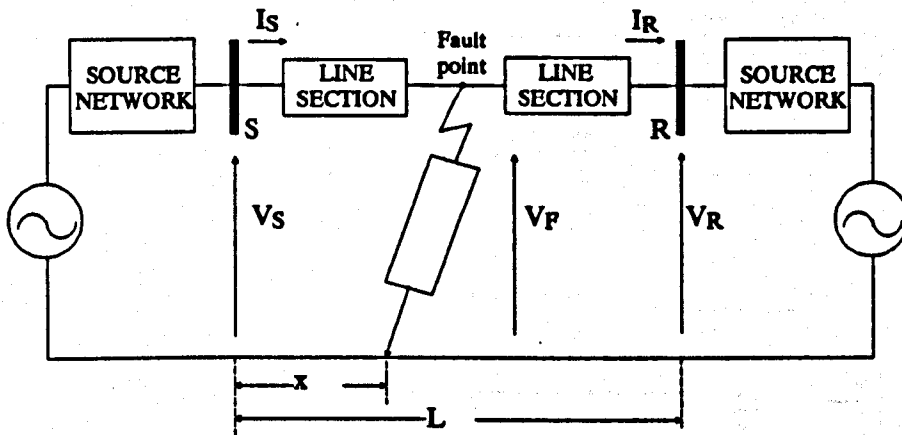 IS
IR
Fault
point
SOURCE
NETWORK
LINE
SECTION
LINE
SECTION
SOURCE
NETWORK
S
R
VS
VF
VR
x
L